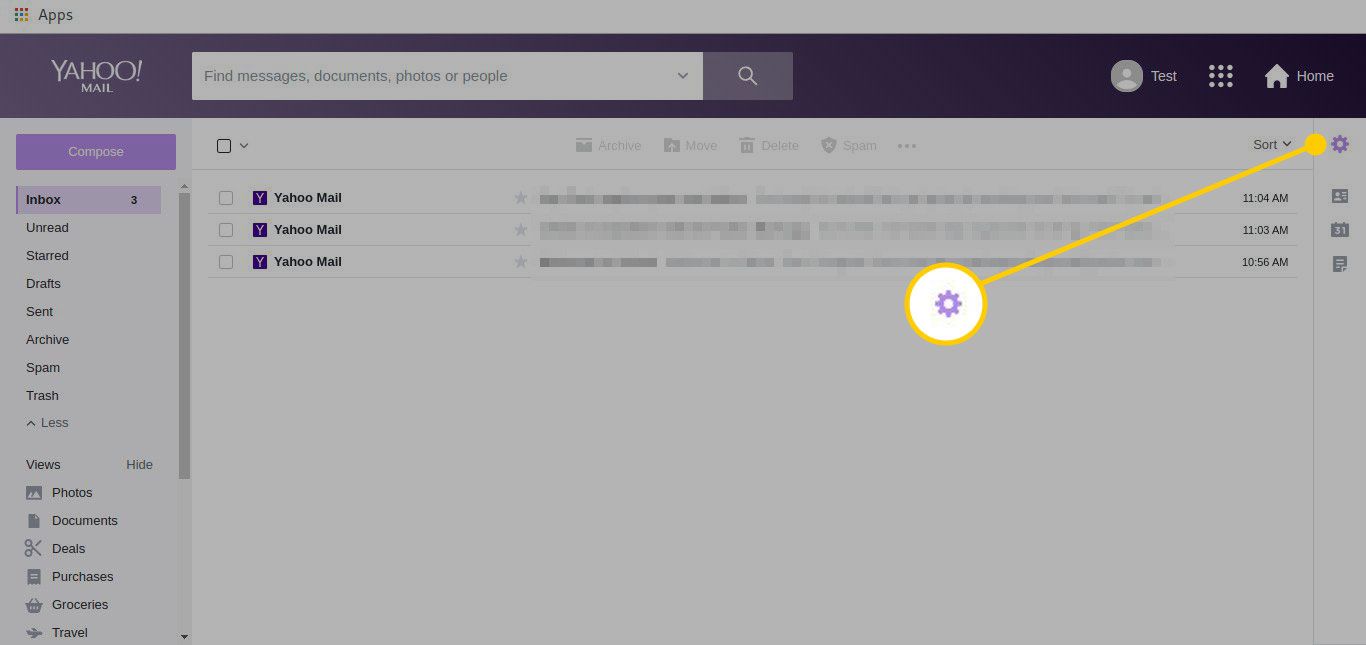 Apps
YAHOO!
MAIL
Find messages, documents, photos or people
Test
Home
Compose
Archive
Move
Delete
Spam
Sort
Inbox 3
Unread
Starred
Drafts
Sent
Archive
Spam
Trash
Less
Yahoo Mail 11:04 AM
Yahoo Mail 11:03 AM
Yahoo Mail 10:56 AM
31
Views Hide
Photos
Documents
Deals
Purchases
Groceries
Travel